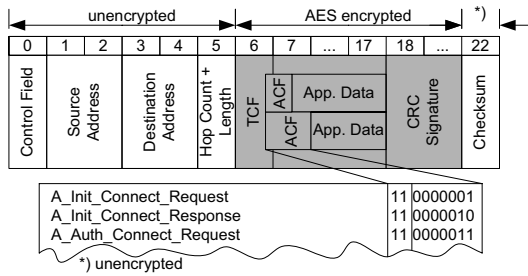 unencrypted AES encrypted *)
0 1 2 3 4 5 6 7 ... 17 18 ... 22
Control Field
Source
Address
Destination
Address
Hop Count +
Length
TCF
ACF App. Data
ACF App. Data
CRC
Signature
Checksum
A_Init_Connect_Request 11 0000001
A_Init_Connect_Response 11 0000010
A_Auth_Connect_Request 11 0000011
*) unencrypted